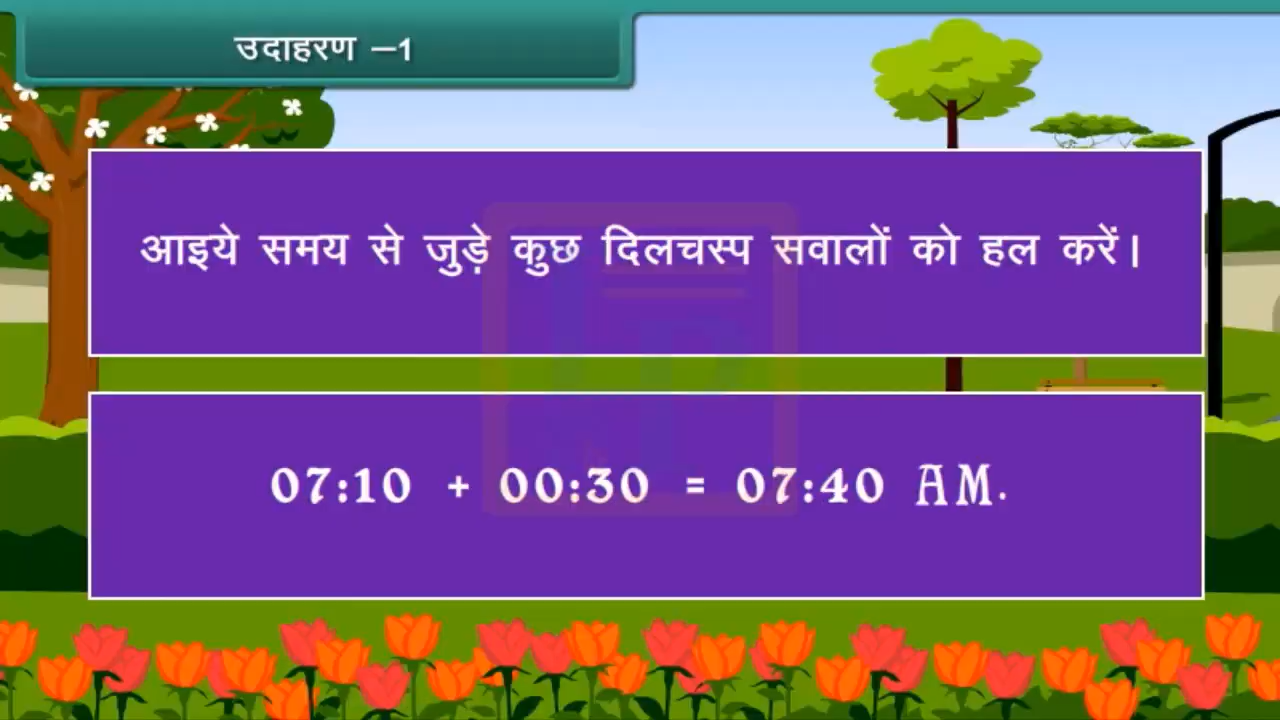 उदाहरण –1
आइये समय से जुड़े कुछ दिलचस्प सवालों को हल करें।
07:10 + 00:30 = 07:40 AM.